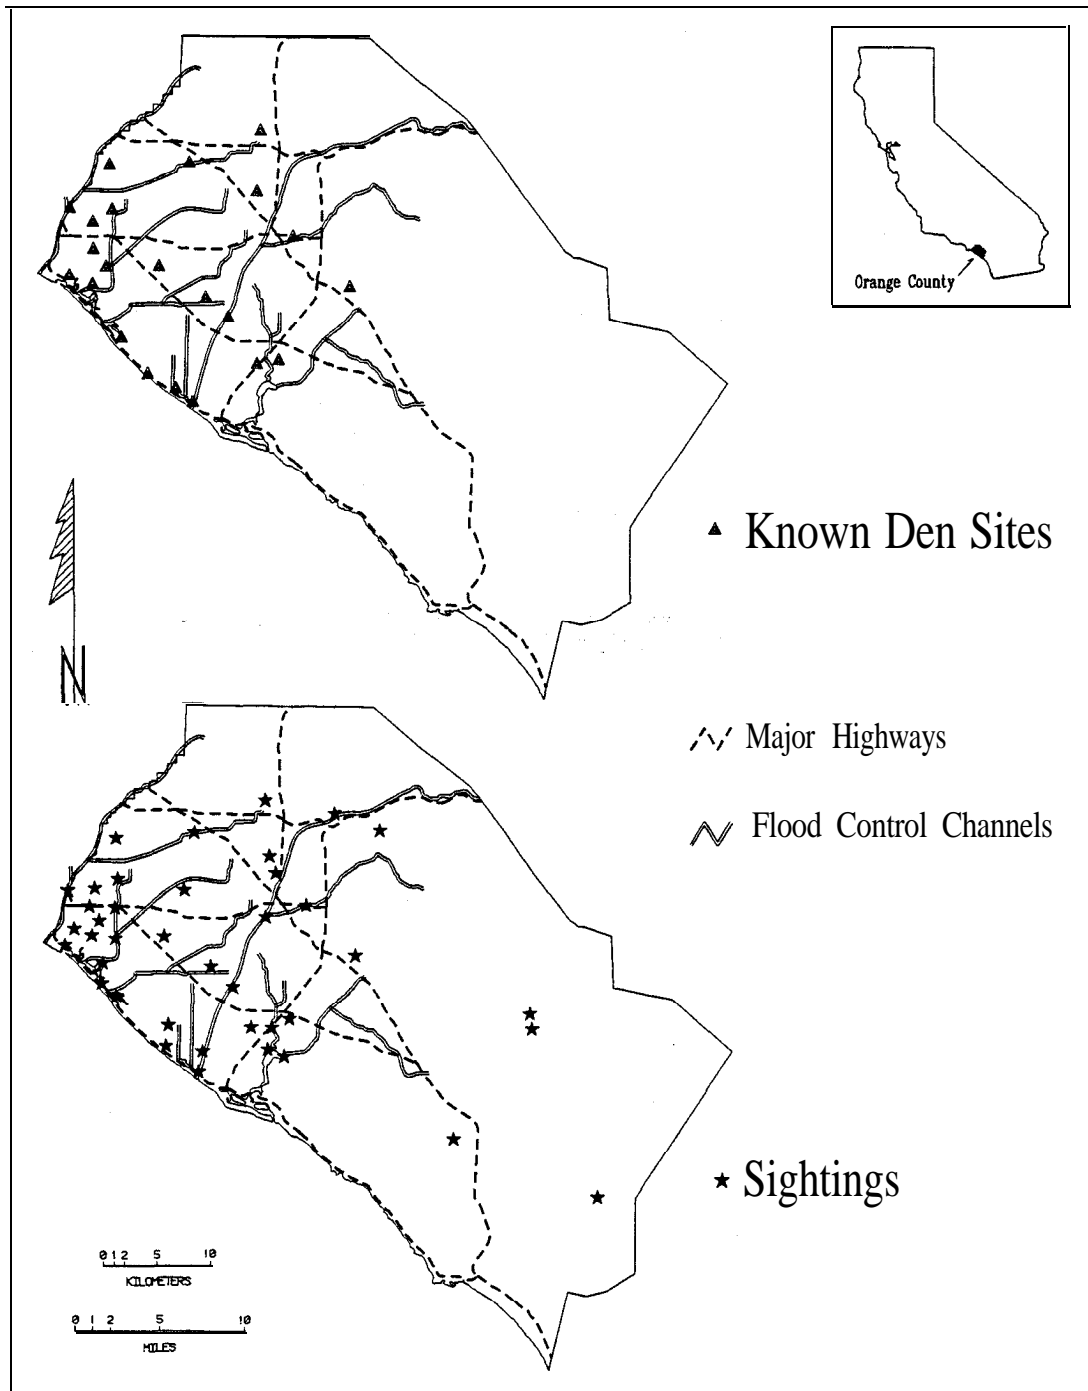 Orange County
Known Den Sites
N
Major Highways
Flood Control Channels
Sightings
0 1 2 5 10
KILOMETERS
0 1 2 5 10
MILES